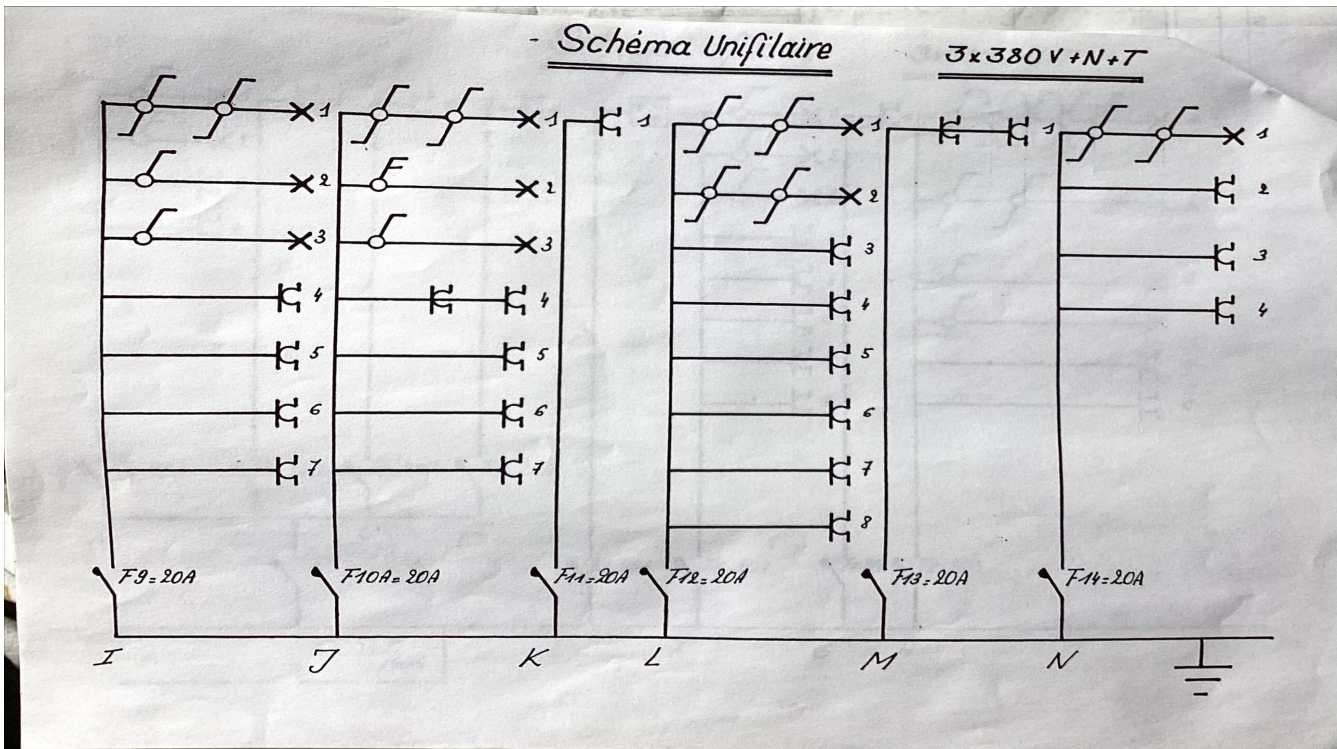 - Schéma Unifilaire
3x380V+N+T
1 1 1 1 1 1
2 2 2 2
3 3 3 3
4 4 4 4
5 5 5
6 6 6
7 7 7
8
F9=20A F10A=20A F11=20A F12=20A F13=20A F14=20A
I J K L M N